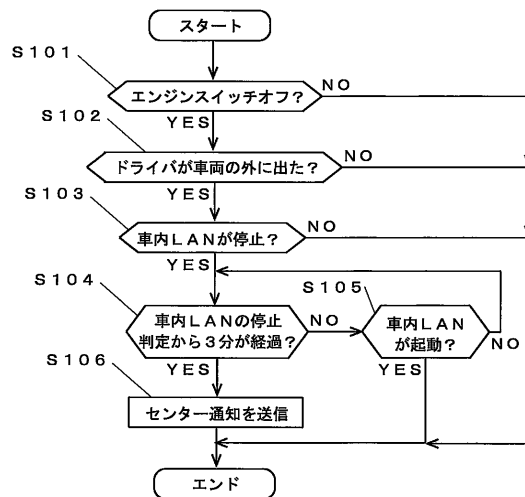 スタート
S101
エンジンスイッチオフ?
NO
YES
S102
ドライバが車両の外に出た?
NO
YES
S103
車内LANが停止?
NO
YES
S104
車内LANの停止
判定から3分が経過?
NO
YES
S105
車内LAN
が起動?
NO
YES
S106
センター通知を送信
エンド